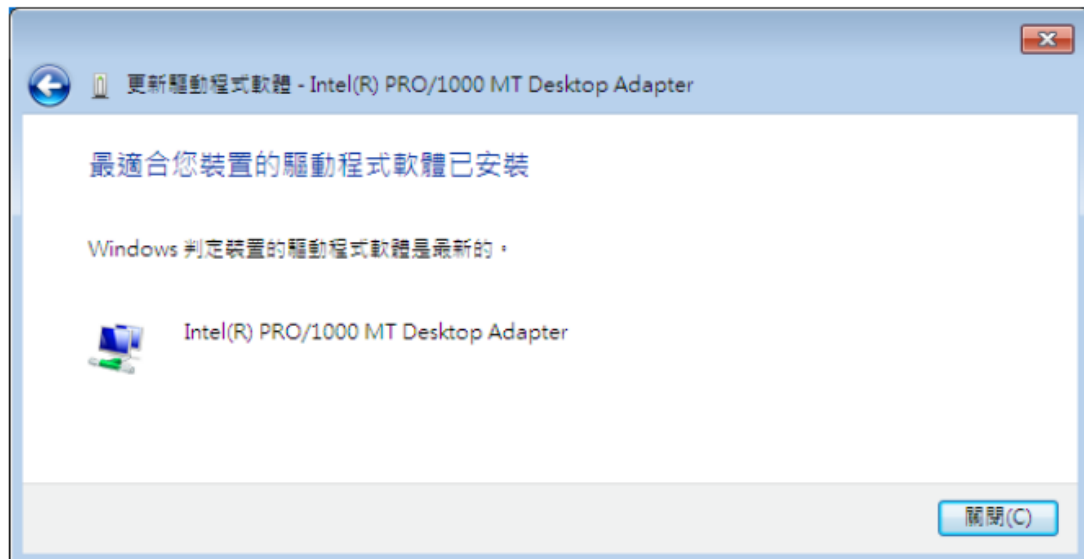 更新驅動程式軟體 - Intel(R) PRO/1000 MT Desktop Adapter
最適合您裝置的驅動程式軟體已安裝
Windows 判定裝置的驅動程式軟體是最新的。
Intel(R) PRO/1000 MT Desktop Adapter
關閉(C)